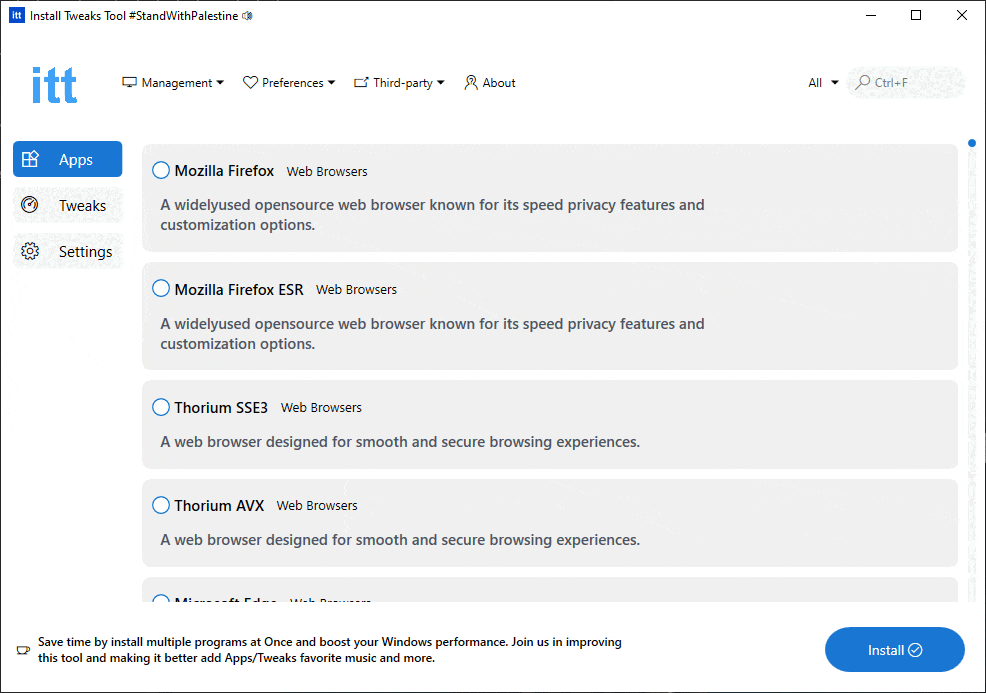 itt Install Tweaks Tool #StandWithPalestine
itt
Management
Preferences
Third-party
About
All
Ctrl+F
Apps
Tweaks
Settings
Mozilla Firefox Web Browsers
A widelyused opensource web browser known for its speed privacy features and
customization options.
Mozilla Firefox ESR Web Browsers
A widelyused opensource web browser known for its speed privacy features and
customization options.
Thorium SSE3 Web Browsers
A web browser designed for smooth and secure browsing experiences.
Thorium AVX Web Browsers
A web browser designed for smooth and secure browsing experiences.
Microsoft Edge Web Browsers
Save time by install multiple programs at Once and boost your Windows performance. Join us in improving
this tool and making it better add Apps/Tweaks favorite music and more.
Install